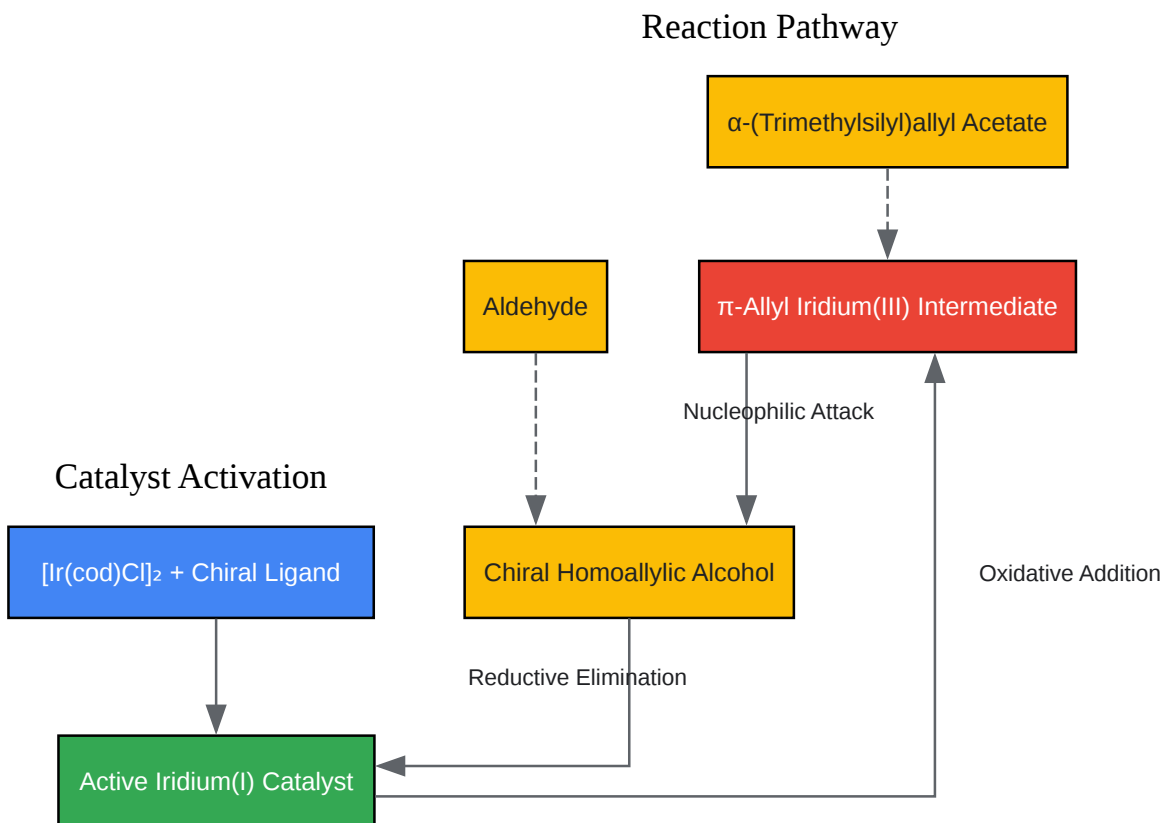 Reaction Pathway
α-(Trimethylsilyl)allyl Acetate
Aldehyde
π-Allyl Iridium(III) Intermediate
Nucleophilic Attack
Catalyst Activation
[Ir(cod)Cl]₂ + Chiral Ligand
Chiral Homoallylic Alcohol
Oxidative Addition
Reductive Elimination
Active Iridium(I) Catalyst